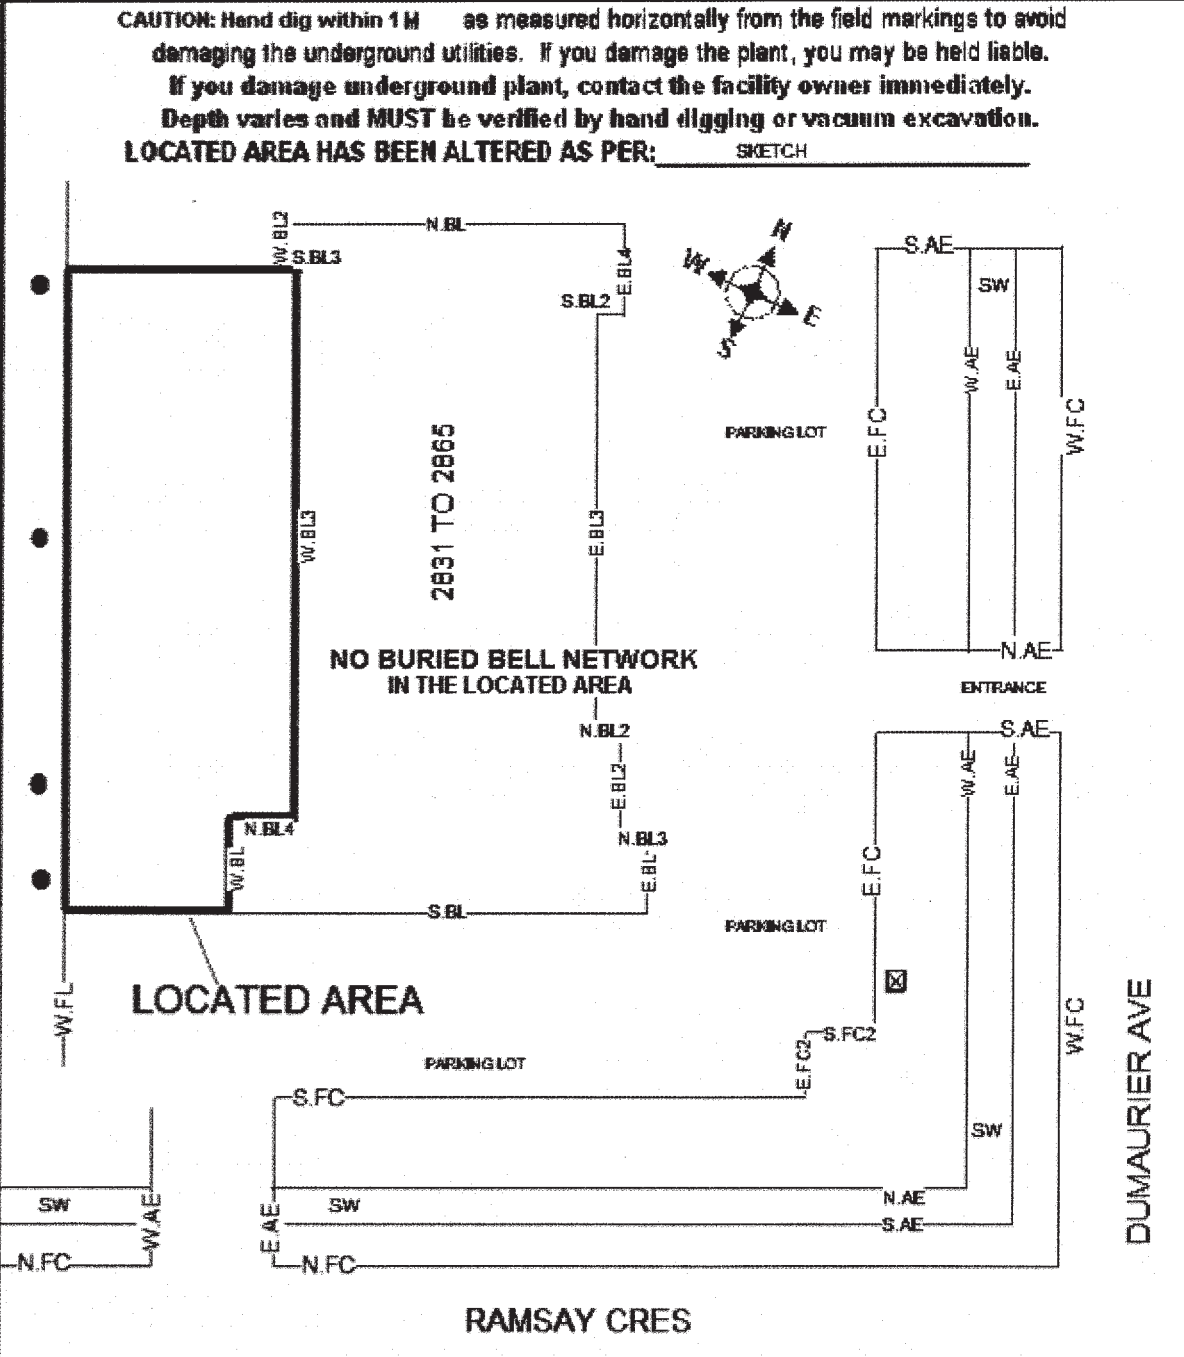 CAUTION: Hand dig within 1 M as measured horizontally from the field markings to avoid
damaging the underground utilities. If you damage the plant, you may be held liable.
If you damage underground plant, contact the facility owner immediately.
Depth varies and MUST be verified by hand digging or vacuum excavation.
LOCATED AREA HAS BEEN ALTERED AS PER: SKETCH
W.BL2
N.BL
S.BL3
E.BL4
S.BL2
N
W
E
S
S.AE
SW
W.AE
E.AE
E.FC
W.FC
PARKING LOT
2831 TO 2865
W.BL3
E.BL3
NO BURIED BELL NETWORK
IN THE LOCATED AREA
N.AE
ENTRANCE
N.BL2
S.AE
E.BL2
W.AE
E.AE
N.BL4
N.BL3
W.BL
E.BL
E.FC
S.BL
PARKING LOT
LOCATED AREA
W.FL
W.FC
S.FC2
E.FC2
PARKING LOT
S.FC
SW
DUMAURIER AVE
SW
W.AE
E.AE
SW
N.AE
S.AE
N.FC
N.FC
RAMSAY CRES